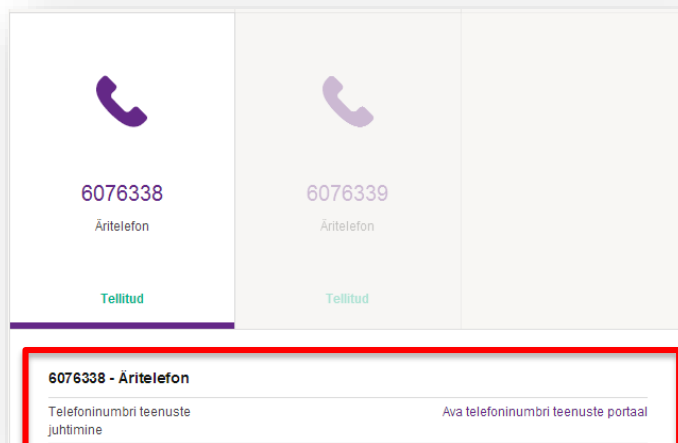 6076338
Äritelefon
Tellitud
6076339
Äritelefon
Tellitud
6076338 - Äritelefon
Telefoninumbri teenuste
juhtimine
Ava telefoninumbri teenuste portaal